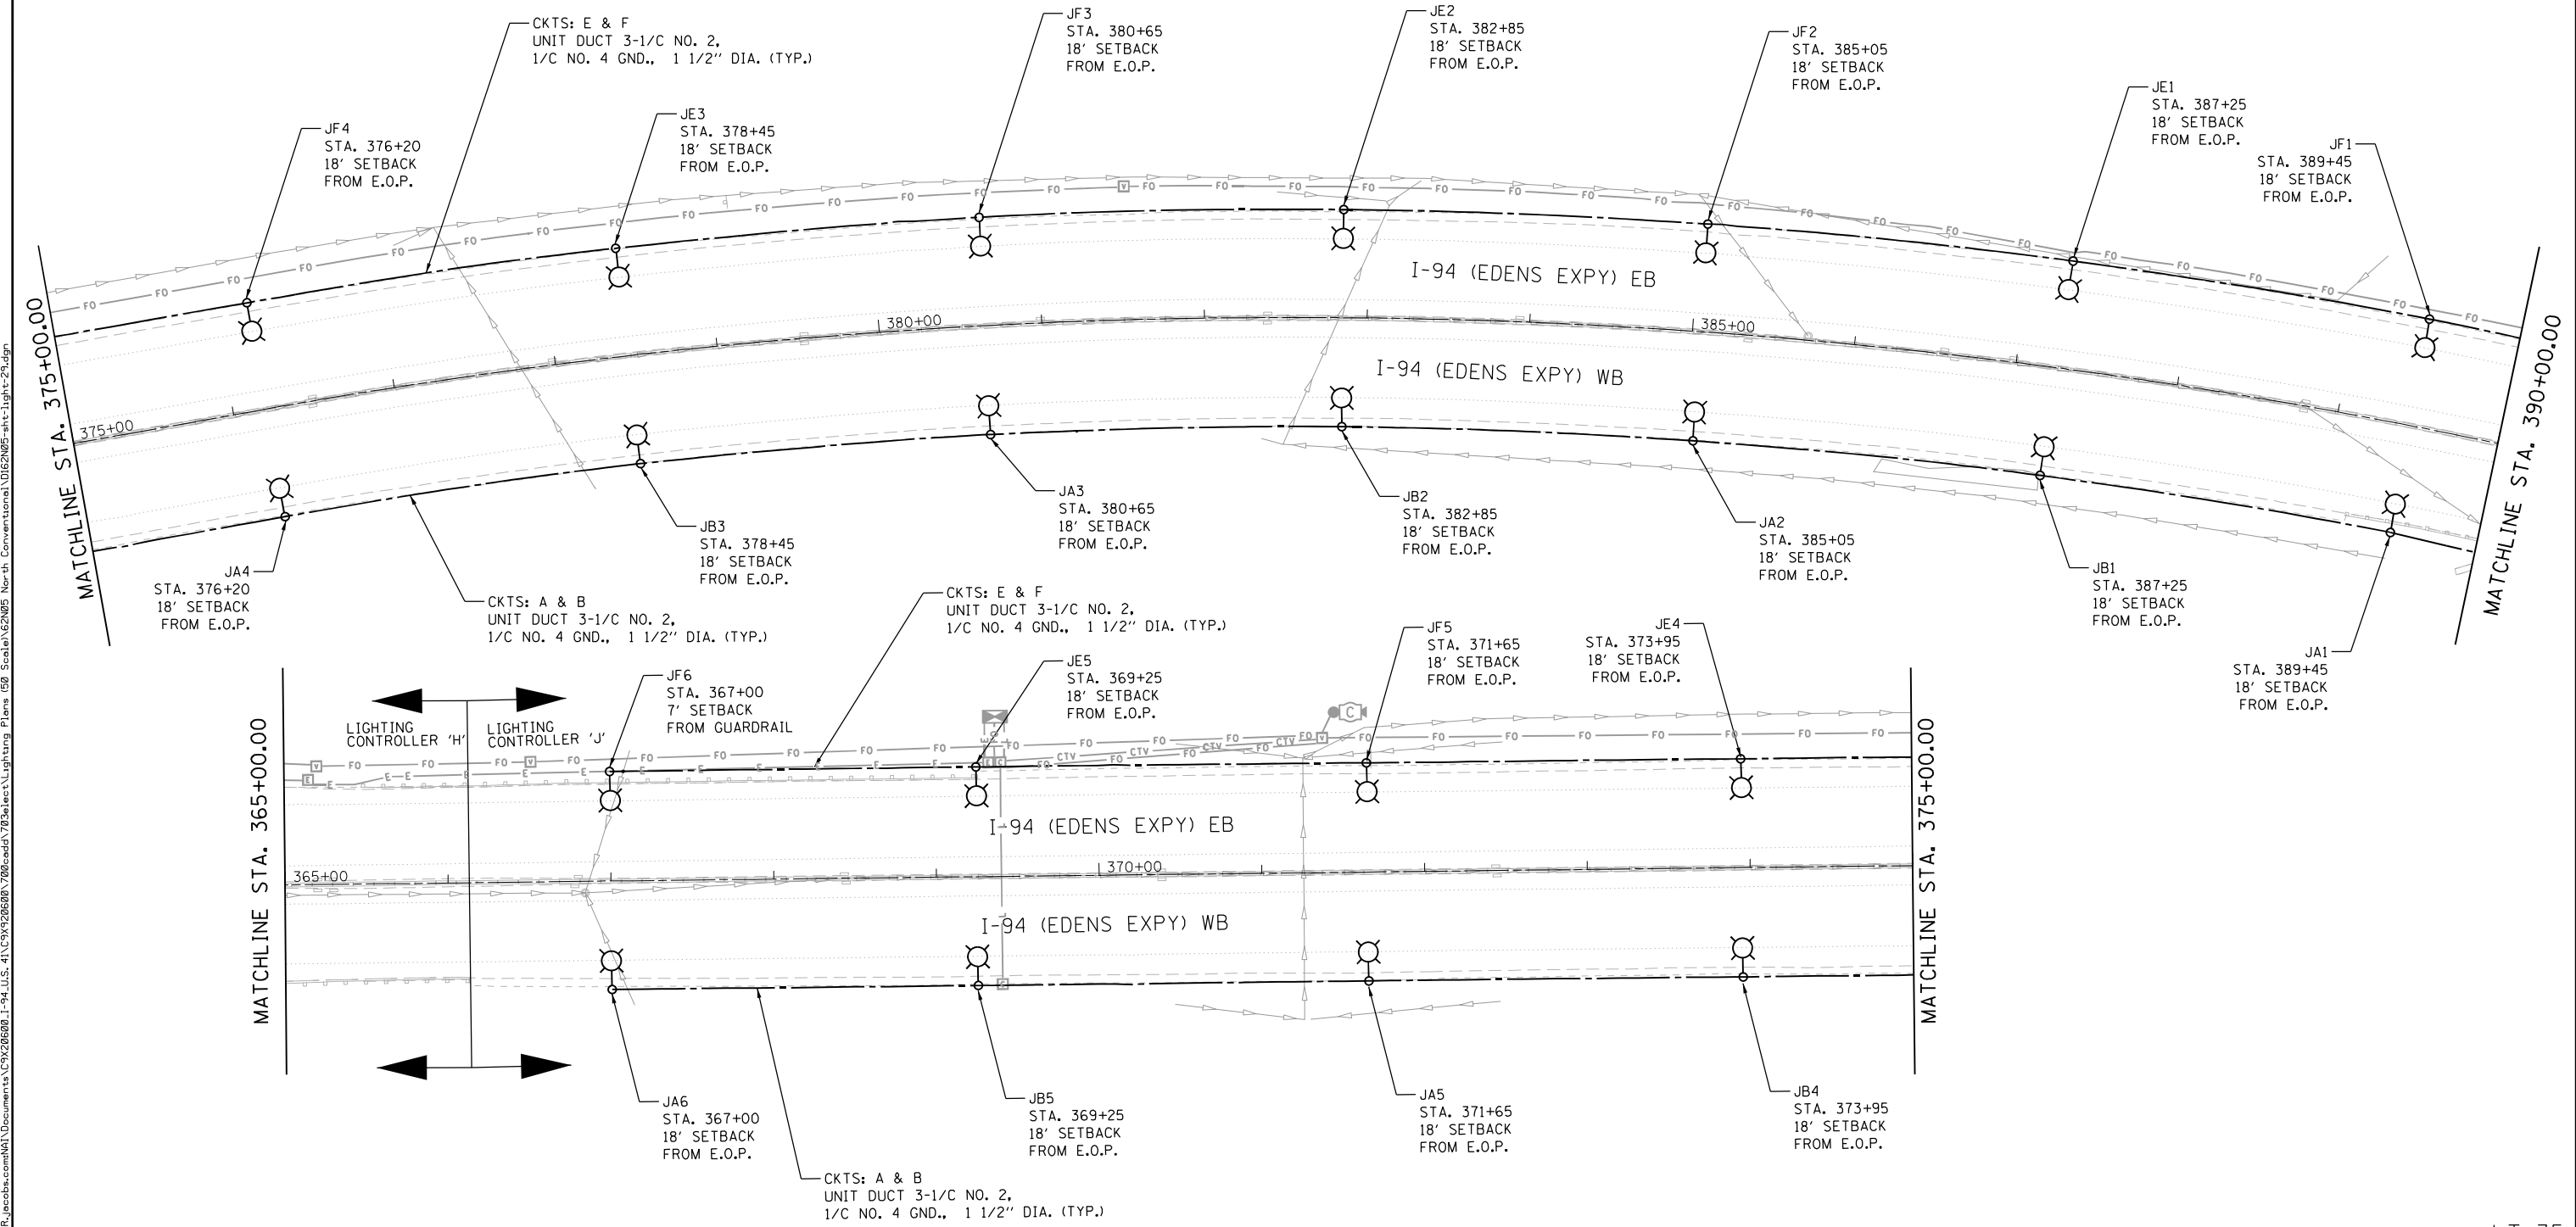 CKTS: E & F
UNIT DUCT 3-1/C NO. 2,
1/C NO. 4 GND., 1 1/2" DIA. (TYP.)
JF3
STA. 380+65
18' SETBACK
FROM E.O.P.
JE2
STA. 382+85
18' SETBACK
FROM E.O.P.
JF2
STA. 385+05
18' SETBACK
FROM E.O.P.
JE1
STA. 387+25
18' SETBACK
FROM E.O.P.
JF1
STA. 389+45
18' SETBACK
FROM E.O.P.
JF4
STA. 376+20
18' SETBACK
FROM E.O.P.
JE3
STA. 378+45
18' SETBACK
FROM E.O.P.
I-94 (EDENS EXPY) EB
380+00
385+00
375+00
I-94 (EDENS EXPY) WB
MATCHLINE STA. 375+00.00
MATCHLINE STA. 390+00.00
JA4
STA. 376+20
18' SETBACK
FROM E.O.P.
JB3
STA. 378+45
18' SETBACK
FROM E.O.P.
JA3
STA. 380+65
18' SETBACK
FROM E.O.P.
JB2
STA. 382+85
18' SETBACK
FROM E.O.P.
JA2
STA. 385+05
18' SETBACK
FROM E.O.P.
JB1
STA. 387+25
18' SETBACK
FROM E.O.P.
JA1
STA. 389+45
18' SETBACK
FROM E.O.P.
CKTS: A & B
UNIT DUCT 3-1/C NO. 2,
1/C NO. 4 GND., 1 1/2" DIA. (TYP.)
CKTS: E & F
UNIT DUCT 3-1/C NO. 2,
1/C NO. 4 GND., 1 1/2" DIA. (TYP.)
JF6
STA. 367+00
7' SETBACK
FROM GUARDRAIL
JE5
STA. 369+25
18' SETBACK
FROM E.O.P.
JF5
STA. 371+65
18' SETBACK
FROM E.O.P.
JE4
STA. 373+95
18' SETBACK
FROM E.O.P.
LIGHTING
CONTROLLER 'H'
LIGHTING
CONTROLLER 'J'
MATCHLINE STA. 365+00.00
MATCHLINE STA. 375+00.00
I-94 (EDENS EXPY) EB
365+00
370+00
I-94 (EDENS EXPY) WB
JA6
STA. 367+00
18' SETBACK
FROM E.O.P.
JB5
STA. 369+25
18' SETBACK
FROM E.O.P.
JA5
STA. 371+65
18' SETBACK
FROM E.O.P.
JB4
STA. 373+95
18' SETBACK
FROM E.O.P.
CKTS: A & B
UNIT DUCT 3-1/C NO. 2,
1/C NO. 4 GND., 1 1/2" DIA. (TYP.)